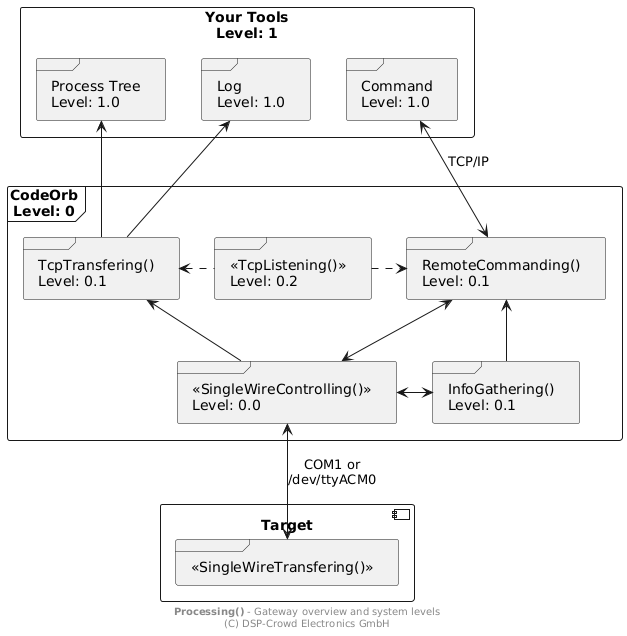 Your Tools
Level: 1
Process Tree
Level: 1.0
Log
Level: 1.0
Command
Level: 1.0
TCP/IP
CodeOrb
Level: 0
TcpTransfering()
Level: 0.1
«TcpListening()»
Level: 0.2
RemoteCommanding()
Level: 0.1
«SingleWireControlling()»
Level: 0.0
InfoGathering()
Level: 0.1
COM1 or
/dev/ttyACM0
Target
«SingleWireTransfering()»
Processing() - Gateway overview and system levels
(C) DSP-Crowd Electronics GmbH